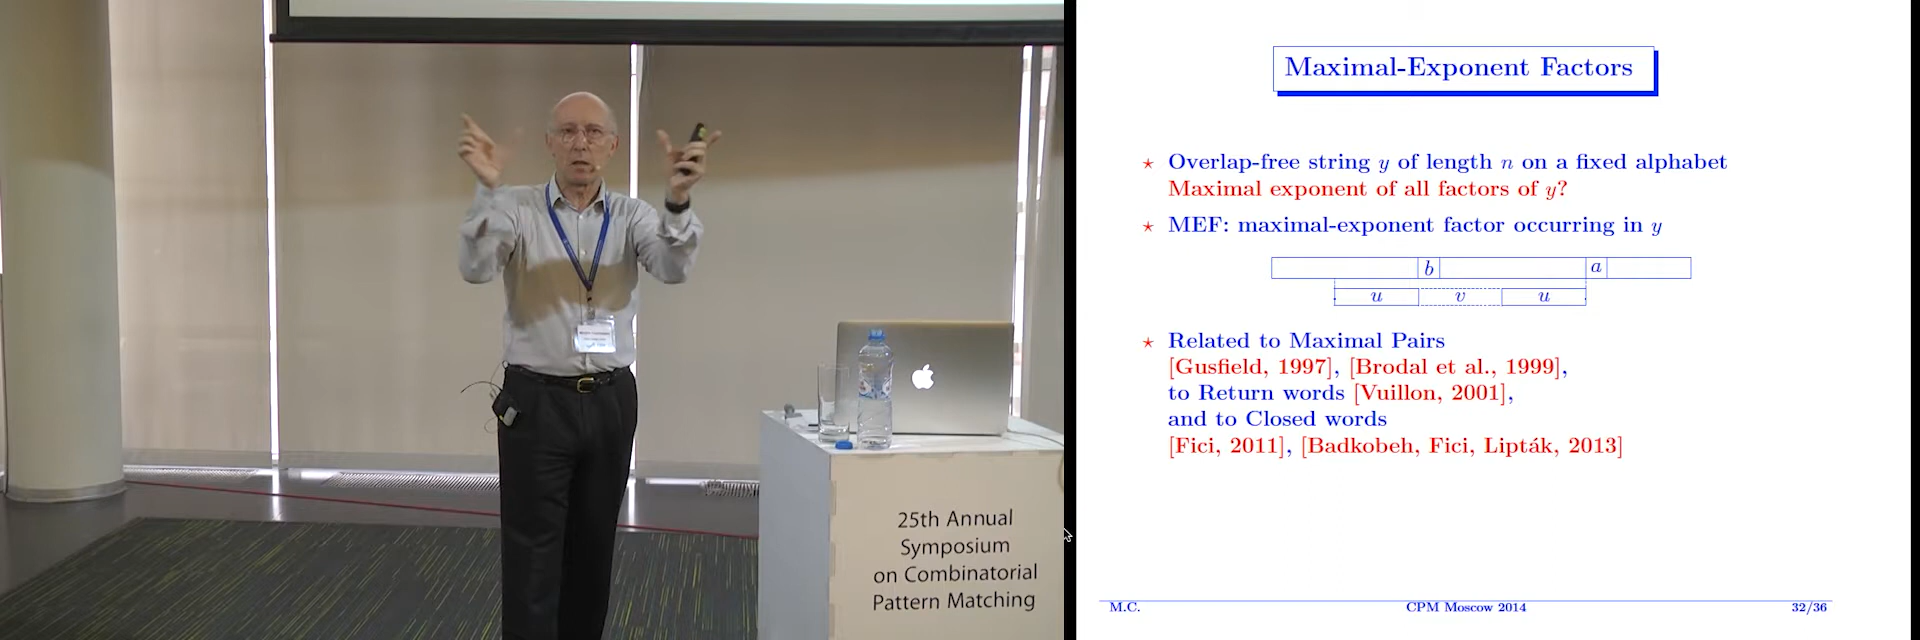 25th Annual
Symposium
on Combinatorial
Pattern Matching
Maximal-Exponent Factors
⋆ Overlap-free string y of length n on a fixed alphabet
Maximal exponent of all factors of y?
⋆ MEF: maximal-exponent factor occurring in y
b a
u v u
⋆ Related to Maximal Pairs
[Gusfield, 1997], [Brodal et al., 1999],
to Return words [Vuillon, 2001],
and to Closed words
[Fici, 2011], [Badkobeh, Fici, Lipták, 2013]
M.C. CPM Moscow 2014 32/36